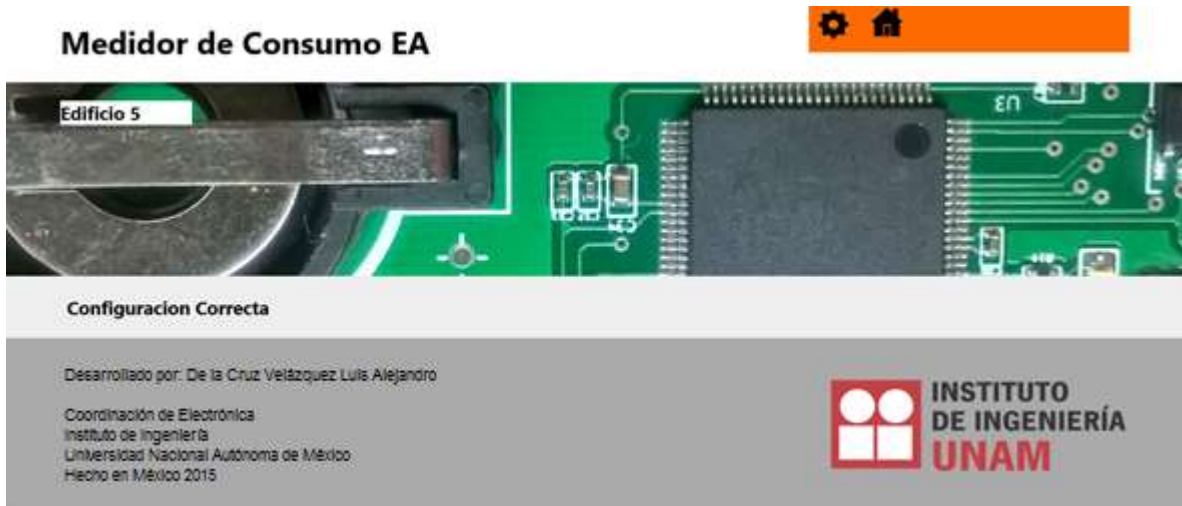 Medidor de Consumo EA
Edificio 5
U3
Configuracion Correcta
Desarrollado por: De la Cruz Velázquez Luis Alejandro
Coordinación de Electrónica
Instituto de Ingeniería
Universidad Nacional Autónoma de México
Hecho en México 2015
INSTITUTO
DE INGENIERÍA
UNAM